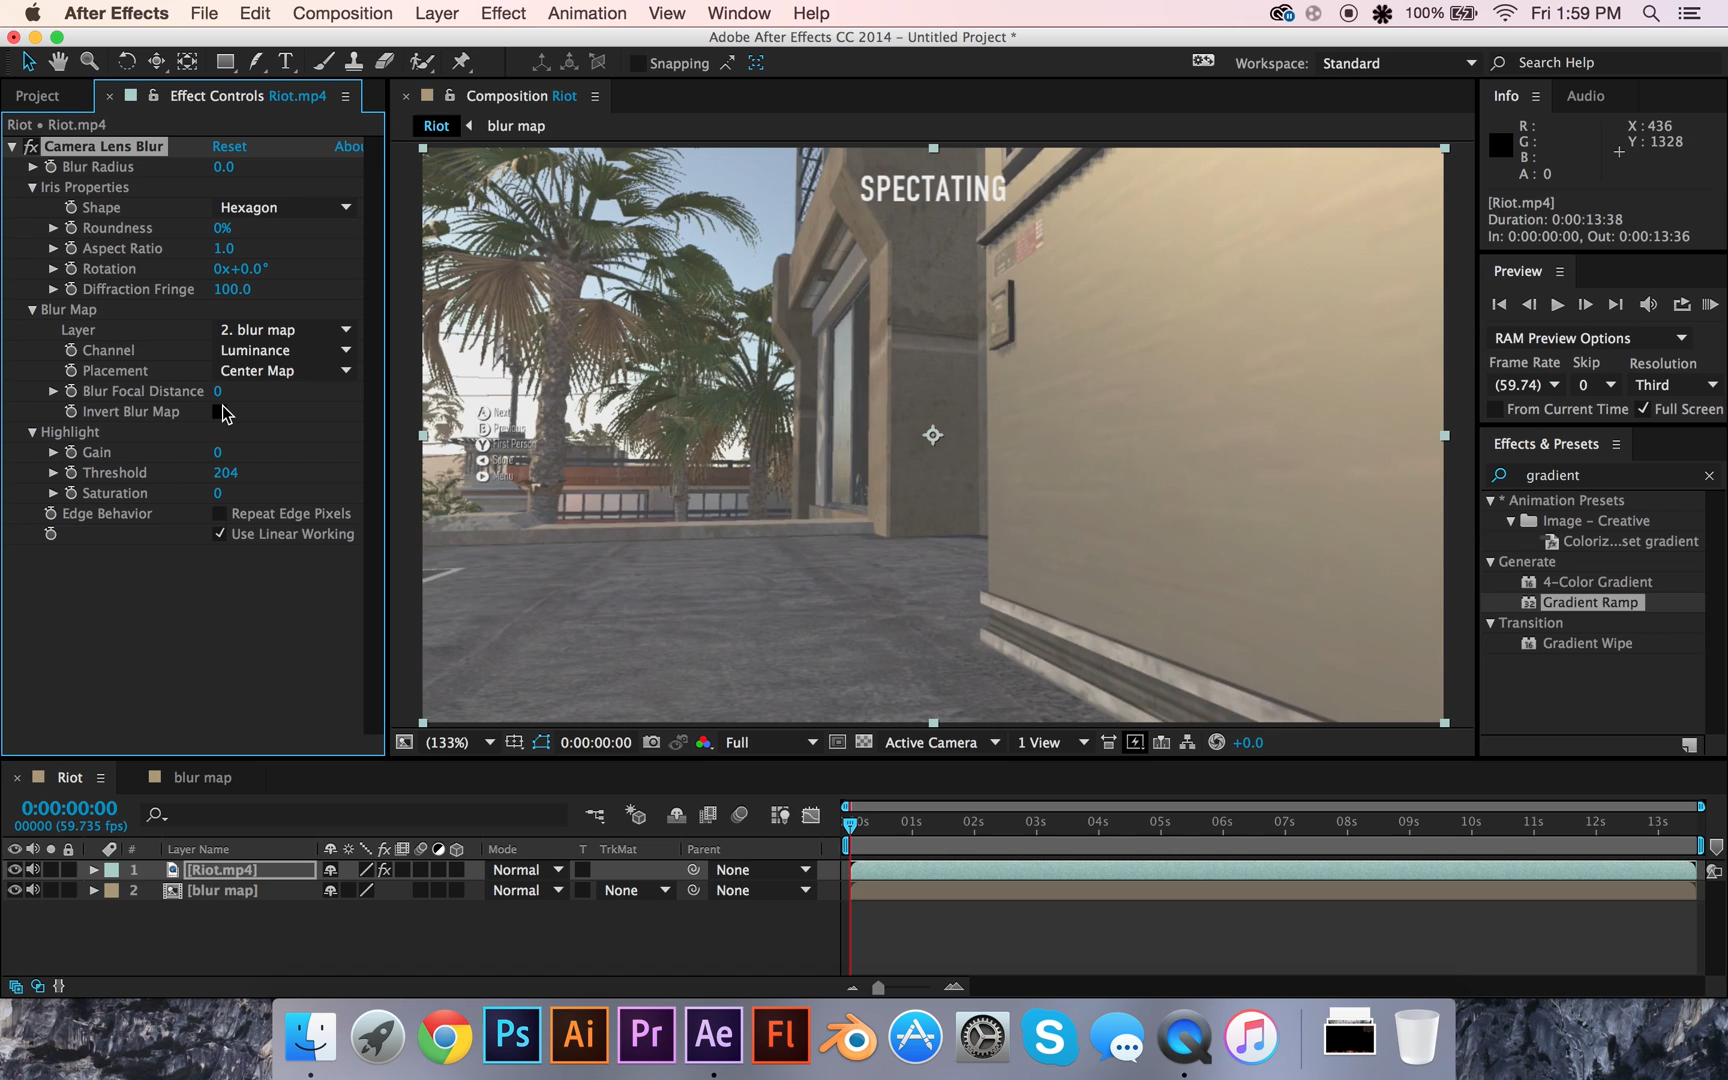 After Effects File Edit Composition Layer Effect Animation View Window Help 100% Fri 1:59 PM
Adobe After Effects CC 2014 – Untitled Project *
Snapping Workspace: Standard Search Help
Project Effect Controls Riot.mp4
Composition Riot
Info Audio
Riot • Riot.mp4
Riot blur map
fx Camera Lens Blur Reset Abou
Blur Radius 0.0
Iris Properties
Shape Hexagon
Roundness 0%
Aspect Ratio 1.0
Rotation 0x+0.0°
Diffraction Fringe 100.0
Blur Map
Layer 2. blur map
Channel Luminance
Placement Center Map
Blur Focal Distance 0
Invert Blur Map
Highlight
Gain 0
Threshold 204
Saturation 0
Edge Behavior Repeat Edge Pixels
Use Linear Working
SPECTATING
A Next
B Previous
Y First Person
Score
Menu
R : X : 436
G : Y : 1328
B :
A : 0
[Riot.mp4]
Duration: 0:00:13:38
In: 0:00:00:00, Out: 0:00:13:36
Preview
RAM Preview Options
Frame Rate Skip Resolution
(59.74) 0 Third
From Current Time Full Screen
Effects & Presets
gradient
* Animation Presets
Image – Creative
Coloriz...set gradient
Generate
4-Color Gradient
Gradient Ramp
Transition
Gradient Wipe
(133%) 0:00:00:00 Full Active Camera 1 View +0.0
Riot blur map
0:00:00:00
00000 (59.735 fps)
0s 01s 02s 03s 04s 05s 06s 07s 08s 09s 10s 11s 12s 13s
# Layer Name fx Mode T TrkMat Parent
1 [Riot.mp4] fx Normal None
2 [blur map] Normal None None
Ps Ai Pr Ae Fl S